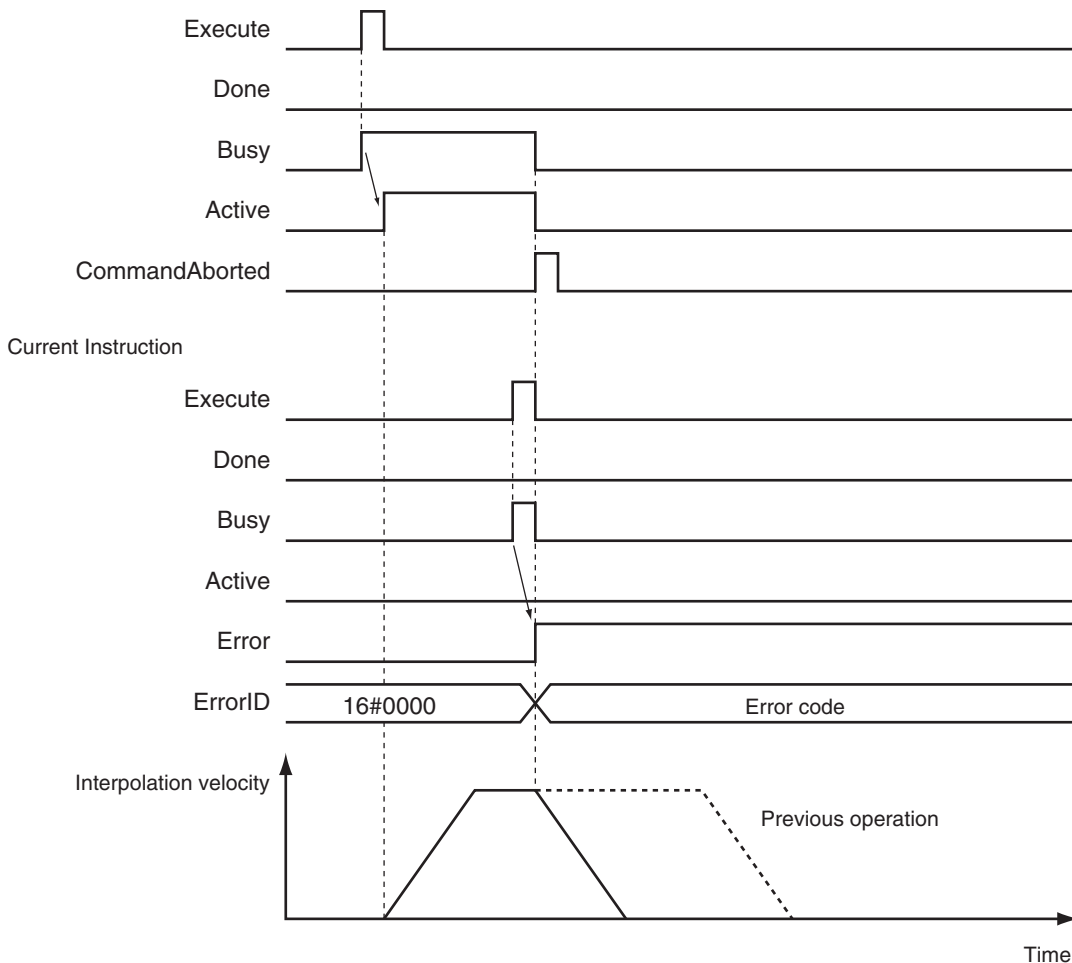 Execute
Done
Busy
Active
CommandAborted
Current Instruction
Execute
Done
Busy
Active
Error
ErrorID
16#0000
Error code
Interpolation velocity
Previous operation
Time